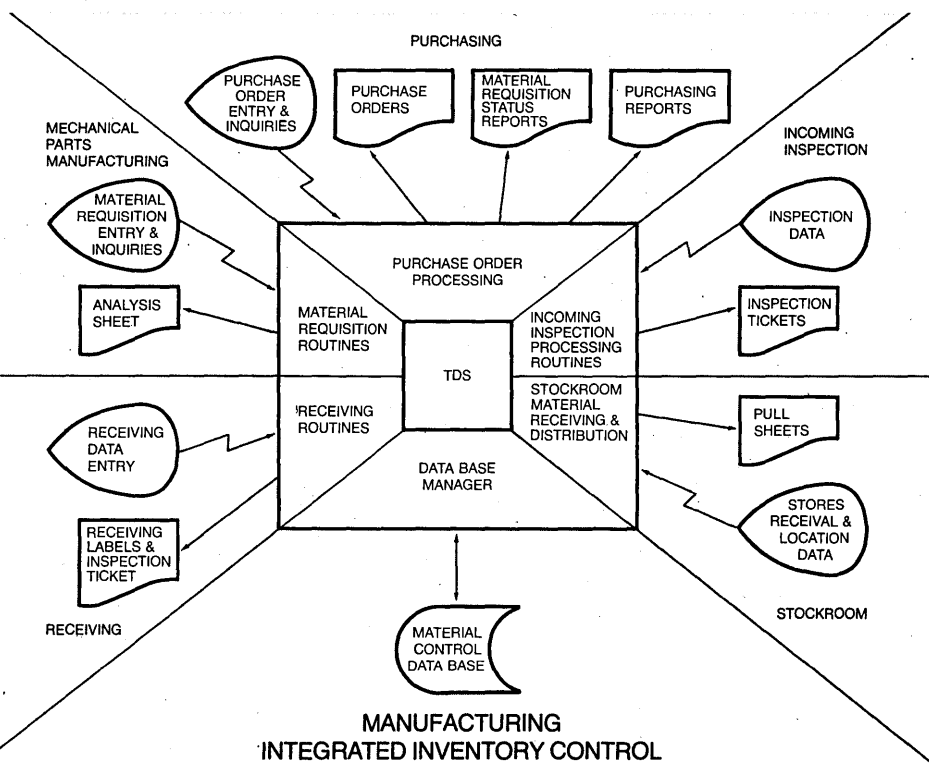 PURCHASING
PURCHASE
ORDER
ENTRY &
INQUIRIES
PURCHASE
ORDERS
MATERIAL
REQUISITION
STATUS
REPORTS
PURCHASING
REPORTS
MECHANICAL
PARTS
MANUFACTURING
MATERIAL
REQUISITION
ENTRY &
INQUIRIES
ANALYSIS
SHEET
INCOMING
INSPECTION
INSPECTION
DATA
INSPECTION
TICKETS
PURCHASE ORDER
PROCESSING
MATERIAL
REQUISITION
ROUTINES
INCOMING
INSPECTION
PROCESSING
ROUTINES
TDS
RECEIVING
ROUTINES
STOCKROOM
MATERIAL
RECEIVING &
DISTRIBUTION
DATA BASE
MANAGER
RECEIVING
DATA
ENTRY
RECEIVING
LABELS &
INSPECTION
TICKET
RECEIVING
PULL
SHEETS
STORES
RECEIVAL &
LOCATION
DATA
STOCKROOM
MATERIAL
CONTROL
DATA BASE
MANUFACTURING
INTEGRATED INVENTORY CONTROL